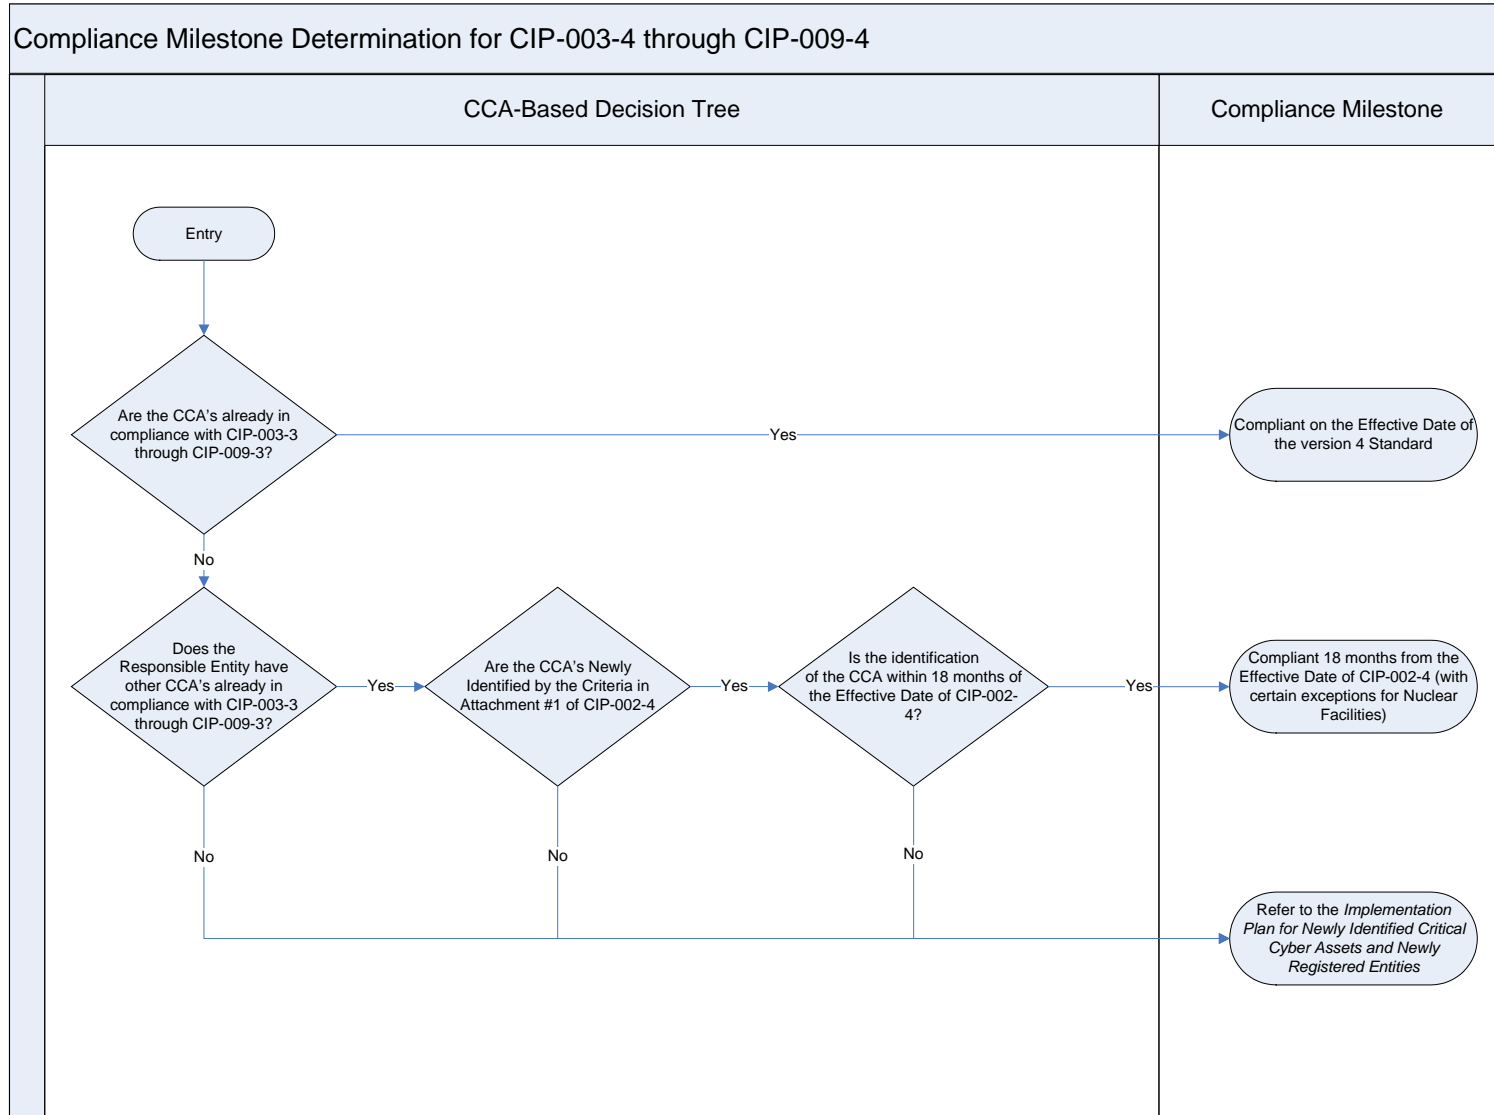 Compliance Milestone Determination for CIP-003-4 through CIP-009-4
CCA-Based Decision Tree
Compliance Milestone
Entry
Are the CCA's already in
compliance with CIP-003-3
through CIP-009-3?
Yes
Compliant on the Effective Date of
the version 4 Standard
No
Does the
Responsible Entity have
other CCA's already in
compliance with CIP-003-3
through CIP-009-3?
Yes
Are the CCA's Newly
Identified by the Criteria in
Attachment #1 of CIP-002-4
Yes
Is the identification
of the CCA within 18 months of
the Effective Date of CIP-002-
4?
Yes
Compliant 18 months from the
Effective Date of CIP-002-4 (with
certain exceptions for Nuclear
Facilities)
No
No
No
Refer to the Implementation
Plan for Newly Identified Critical
Cyber Assets and Newly
Registered Entities